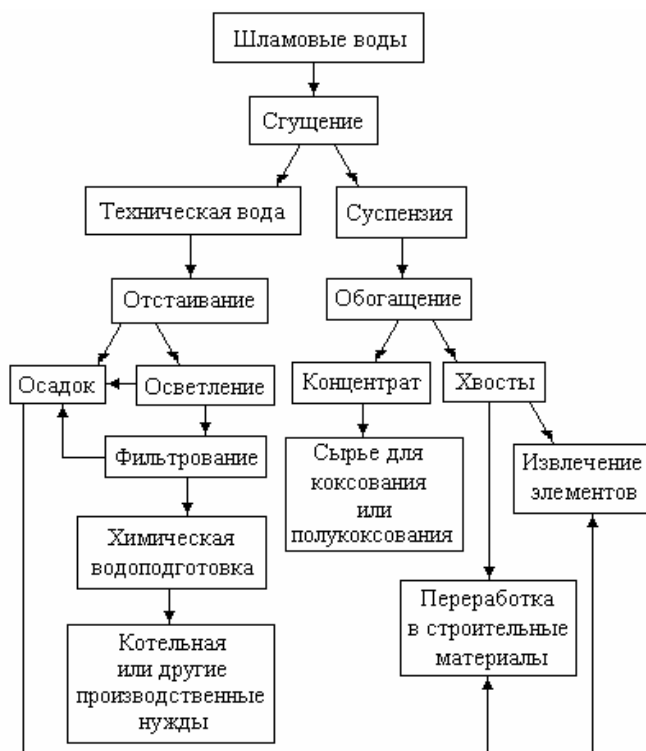 Шламовые воды
Сгущение
Техническая вода
Суспензия
Отстаивание
Обогащение
Осадок
Осветление
Концентрат
Хвосты
Фильтрование
Сырье для
коксования
или
полукоксования
Извлечение
элементов
Химическая
водоподготовка
Переработка
в строительные
материалы
Котельная
или другие
производственные
нужды